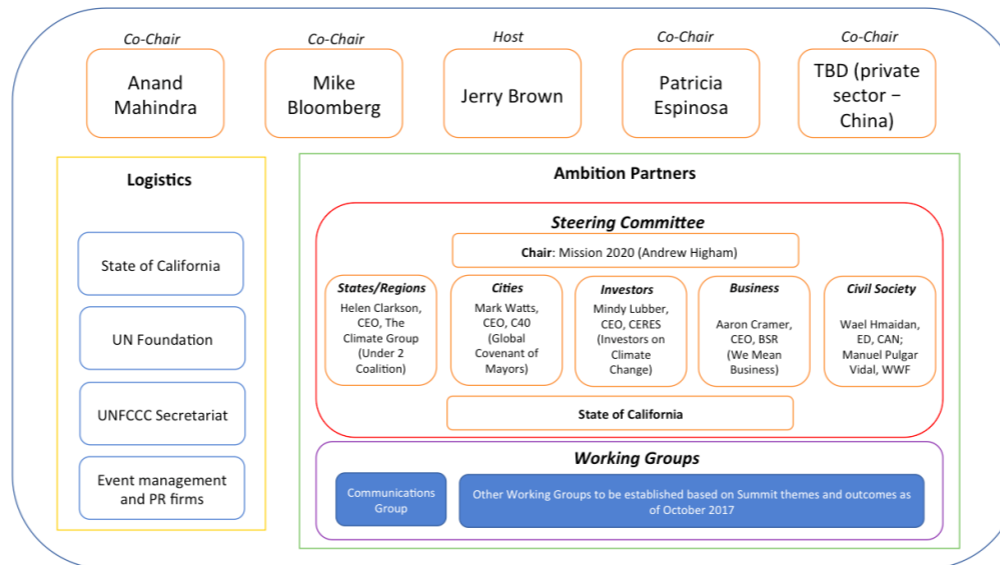 Co-Chair
Anand
Mahindra
Co-Chair
Mike
Bloomberg
Host
Jerry Brown
Co-Chair
Patricia
Espinosa
Co-Chair
TBD (private
sector –
China)
Logistics
State of California
UN Foundation
UNFCCC Secretariat
Event management
and PR firms
Ambition Partners
Steering Committee
Chair: Mission 2020 (Andrew Higham)
States/Regions
Helen Clarkson,
CEO, The
Climate Group
(Under 2
Coalition)
Cities
Mark Watts,
CEO, C40
(Global
Covenant of
Mayors)
Investors
Mindy Lubber,
CEO, CERES
(Investors on
Climate
Change)
Business
Aaron Cramer,
CEO, BSR
(We Mean
Business)
Civil Society
Wael Hmaidan,
ED, CAN;
Manuel Pulgar
Vidal, WWF
State of California
Working Groups
Communications
Group
Other Working Groups to be established based on Summit themes and outcomes as
of October 2017